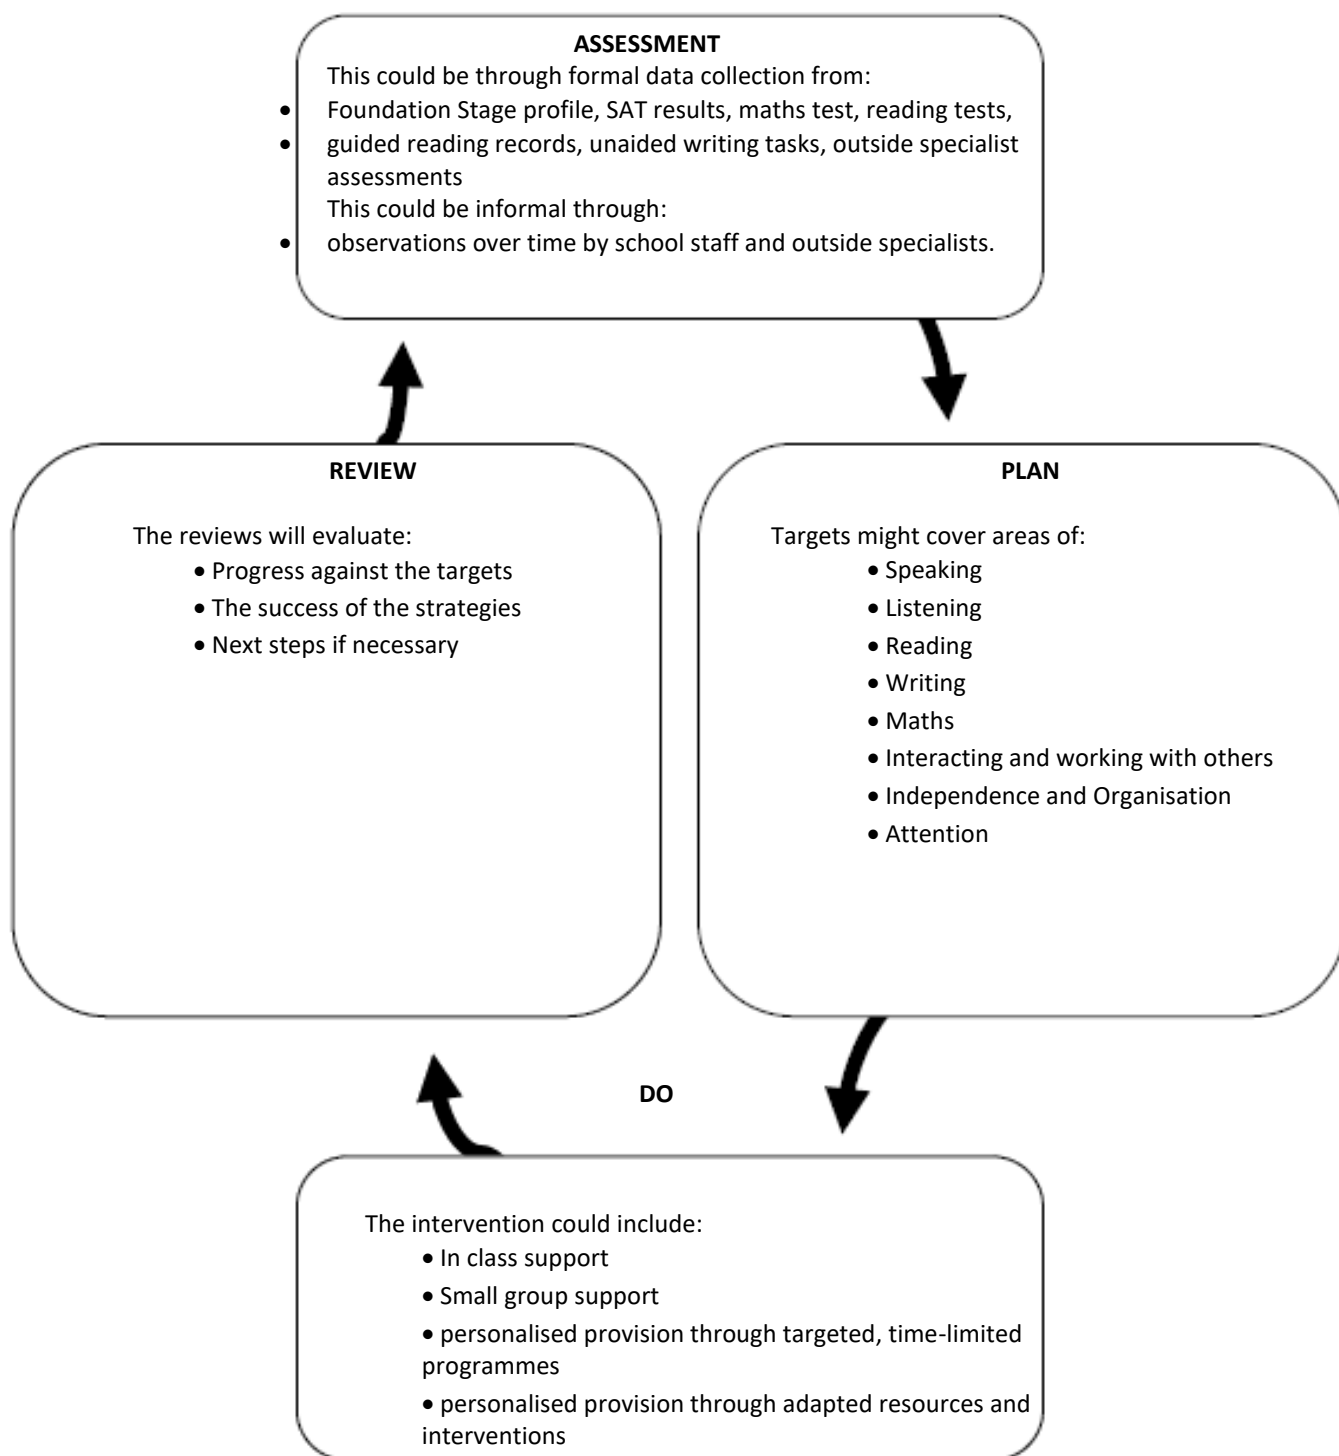 ASSESSMENT
This could be through formal data collection from:
• Foundation Stage profile, SAT results, maths test, reading tests,
• guided reading records, unaided writing tasks, outside specialist
assessments
This could be informal through:
• observations over time by school staff and outside specialists.
REVIEW
The reviews will evaluate:
• Progress against the targets
• The success of the strategies
• Next steps if necessary
PLAN
Targets might cover areas of:
• Speaking
• Listening
• Reading
• Writing
• Maths
• Interacting and working with others
• Independence and Organisation
• Attention
DO
The intervention could include:
• In class support
• Small group support
• personalised provision through targeted, time-limited
programmes
• personalised provision through adapted resources and
interventions